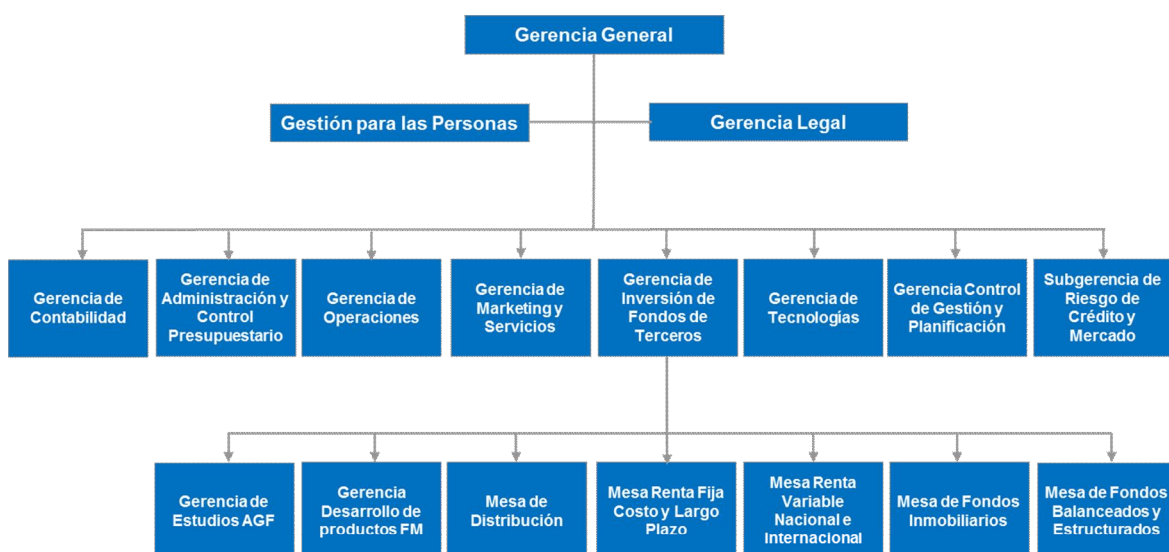 Gerencia General
Gestión para las Personas
Gerencia Legal
Gerencia de
Contabilidad
Gerencia de
Administración y
Control
Presupuestario
Gerencia de
Operaciones
Gerencia de
Marketing y
Servicios
Gerencia de
Inversión de
Fondos de
Terceros
Gerencia de
Tecnologías
Gerencia Control
de Gestión y
Planificación
Subgerencia de
Riesgo de
Crédito y
Mercado
Gerencia de
Estudios AGF
Gerencia
Desarrollo de
productos FM
Mesa de
Distribución
Mesa Renta Fija
Costo y Largo
Plazo
Mesa Renta
Variable
Nacional e
Internacional
Mesa de Fondos
Inmobiliarios
Mesa de Fondos
Balanceados y
Estructurados